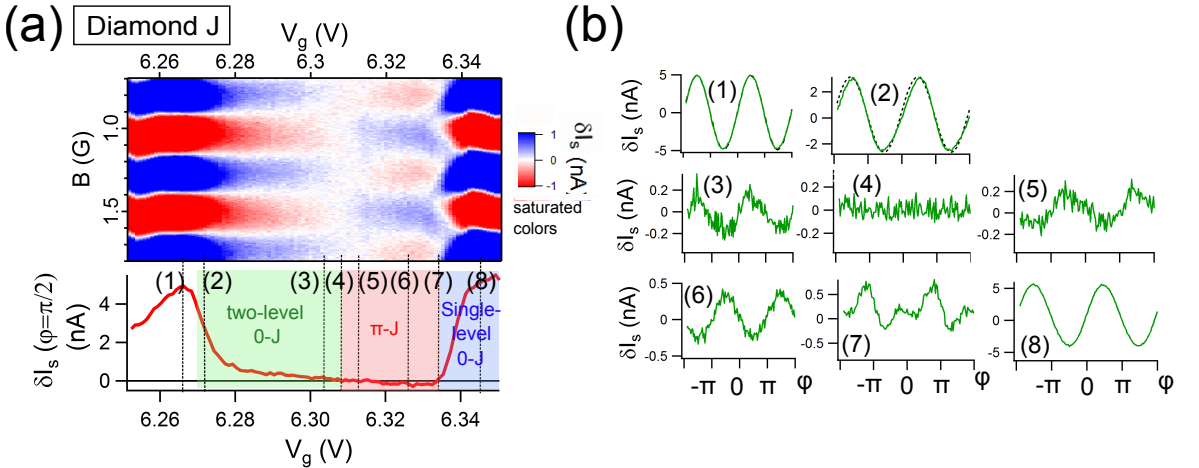 (a) Diamond J
V_g (V)
6.26 6.28 6.3 6.32 6.34
B (G)
1.0
1.5
1
0
-1
δI_s (nA)
saturated
colors
(1) (2) (3) (4) (5) (6) (7) (8)
two-level
0-J
π-J
Single-
level
0-J
δI_s (φ=π/2)
(nA)
4
2
0
6.26 6.28 6.30 6.32 6.34
V_g (V)
(b)
δI_s (nA)
5
0
-5
(1)
2
0
-2
(2)
δI_s (nA)
0.2
0
-0.2
(3)
0.2
0
-0.2
(4)
0.2
0
-0.2
(5)
δI_s (nA)
0.5
0
-0.5
(6)
-π 0 π φ
0.5
0
-0.5
(7)
-π 0 π φ
5
0
-5
(8)
-π 0 π φ